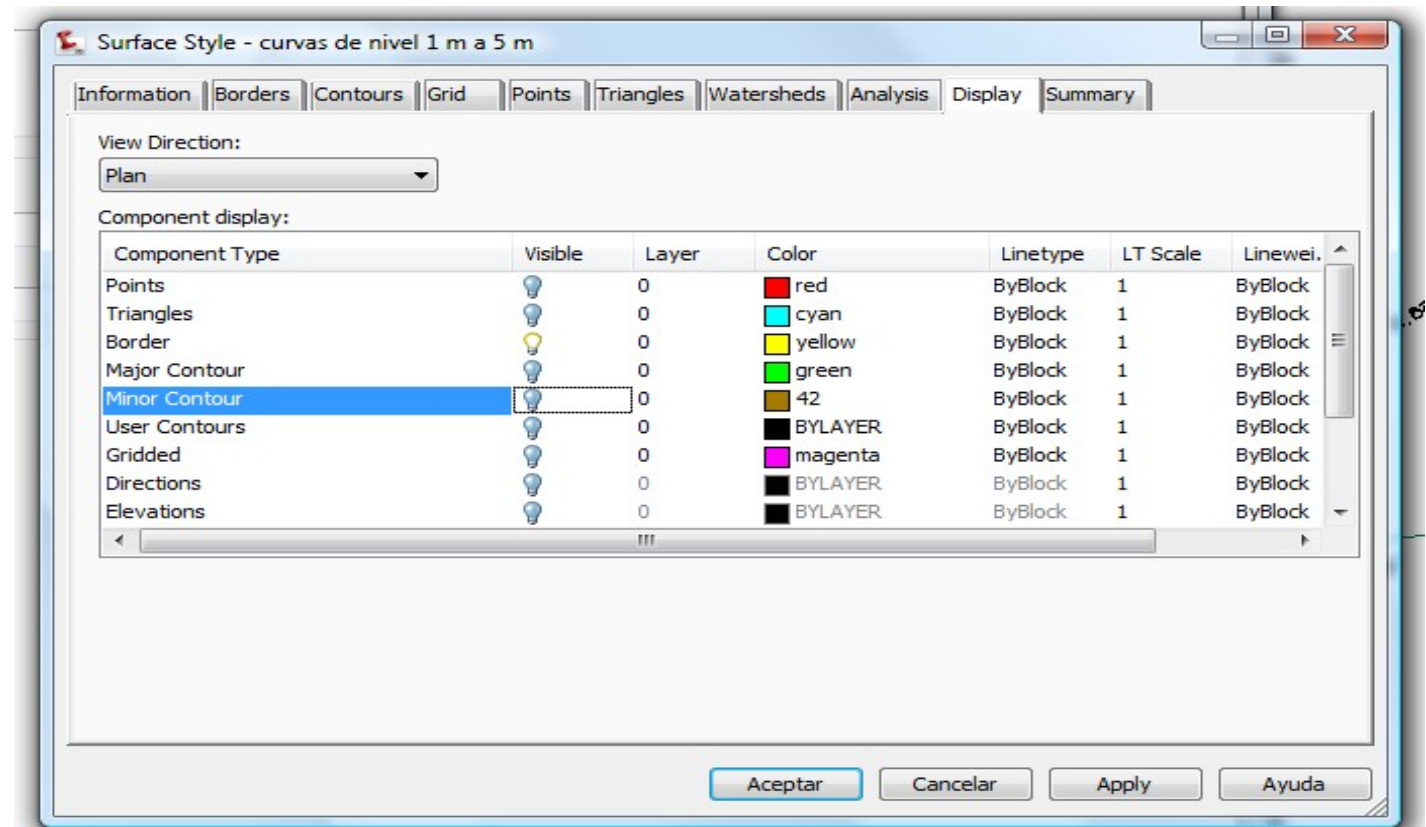 Surface Style - curvas de nivel 1 m a 5 m
Information Borders Contours Grid Points Triangles Watersheds Analysis Display Summary
View Direction:
Plan
Component display:
Component Type Visible Layer Color Linetype LT Scale Linewei.
Points 0 red ByBlock 1 ByBlock
Triangles 0 cyan ByBlock 1 ByBlock
Border 0 yellow ByBlock 1 ByBlock
Major Contour 0 green ByBlock 1 ByBlock
Minor Contour 0 42 ByBlock 1 ByBlock
User Contours 0 BYLAYER ByBlock 1 ByBlock
Gridded 0 magenta ByBlock 1 ByBlock
Directions 0 BYLAYER ByBlock 1 ByBlock
Elevations 0 BYLAYER ByBlock 1 ByBlock
Aceptar Cancelar Apply Ayuda